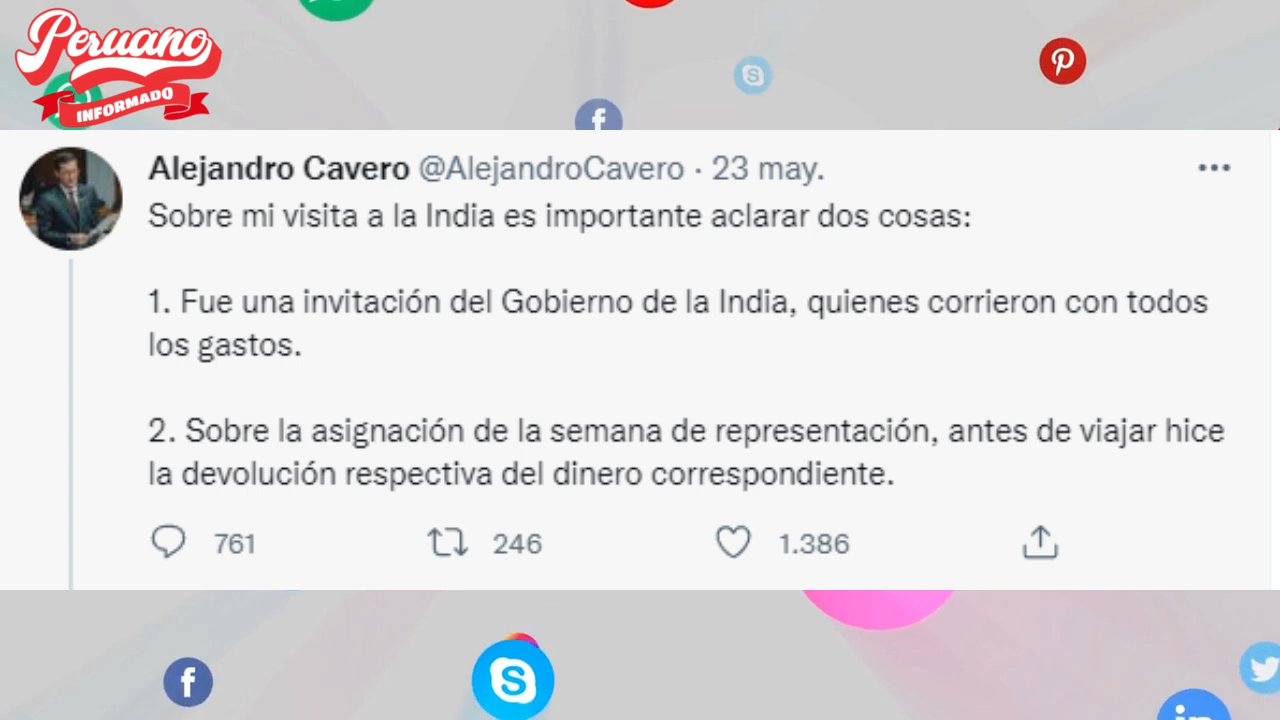 Peruano
INFORMADO
Alejandro Cavero @AlejandroCavero · 23 may.
Sobre mi visita a la India es importante aclarar dos cosas:
1. Fue una invitación del Gobierno de la India, quienes corrieron con todos
los gastos.
2. Sobre la asignación de la semana de representación, antes de viajar hice
la devolución respectiva del dinero correspondiente.
761 246 1.386